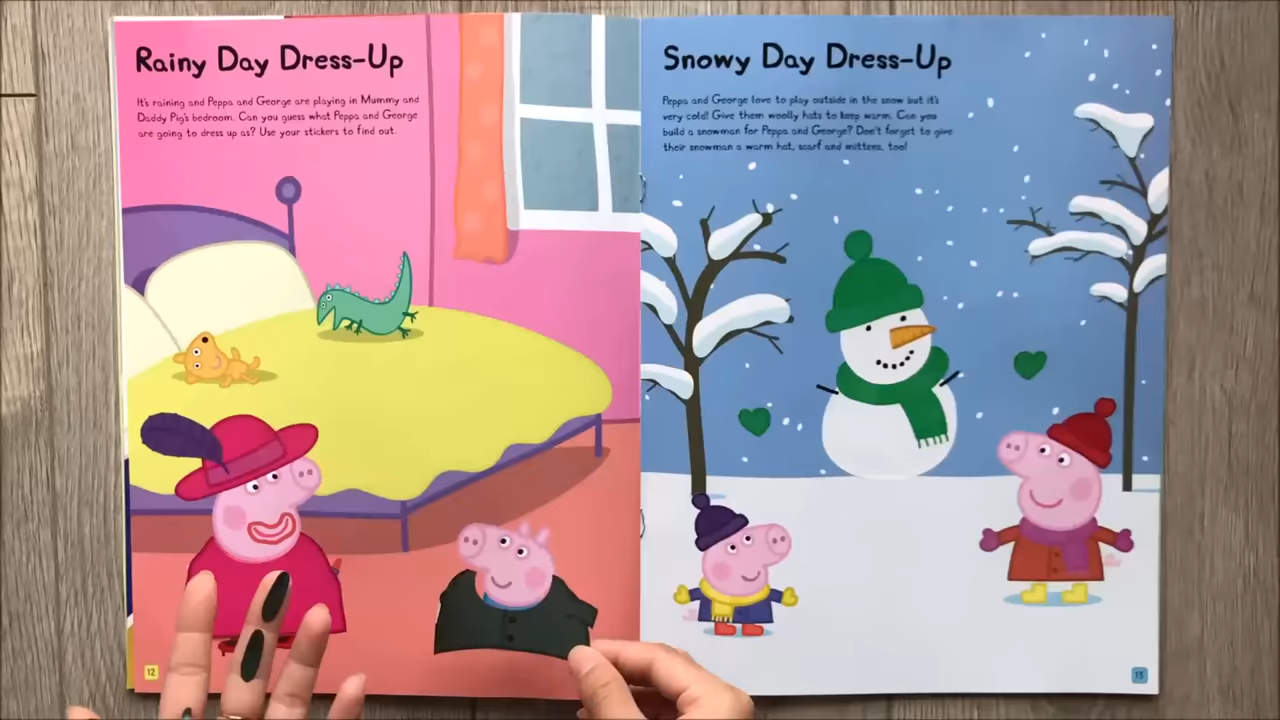 Rainy Day Dress-Up
It's raining and Peppa and George are playing in Mummy and
Daddy Pig's bedroom. Can you guess what Peppa and George
are going to dress up as? Use your stickers to find out.
12
Snowy Day Dress-Up
Peppa and George love to play outside in the snow but it's
very cold! Give them woolly hats to keep warm. Can you
build a snowman for Peppa and George? Don't forget to give
their snowman a warm hat, scarf and mittens, too!
13